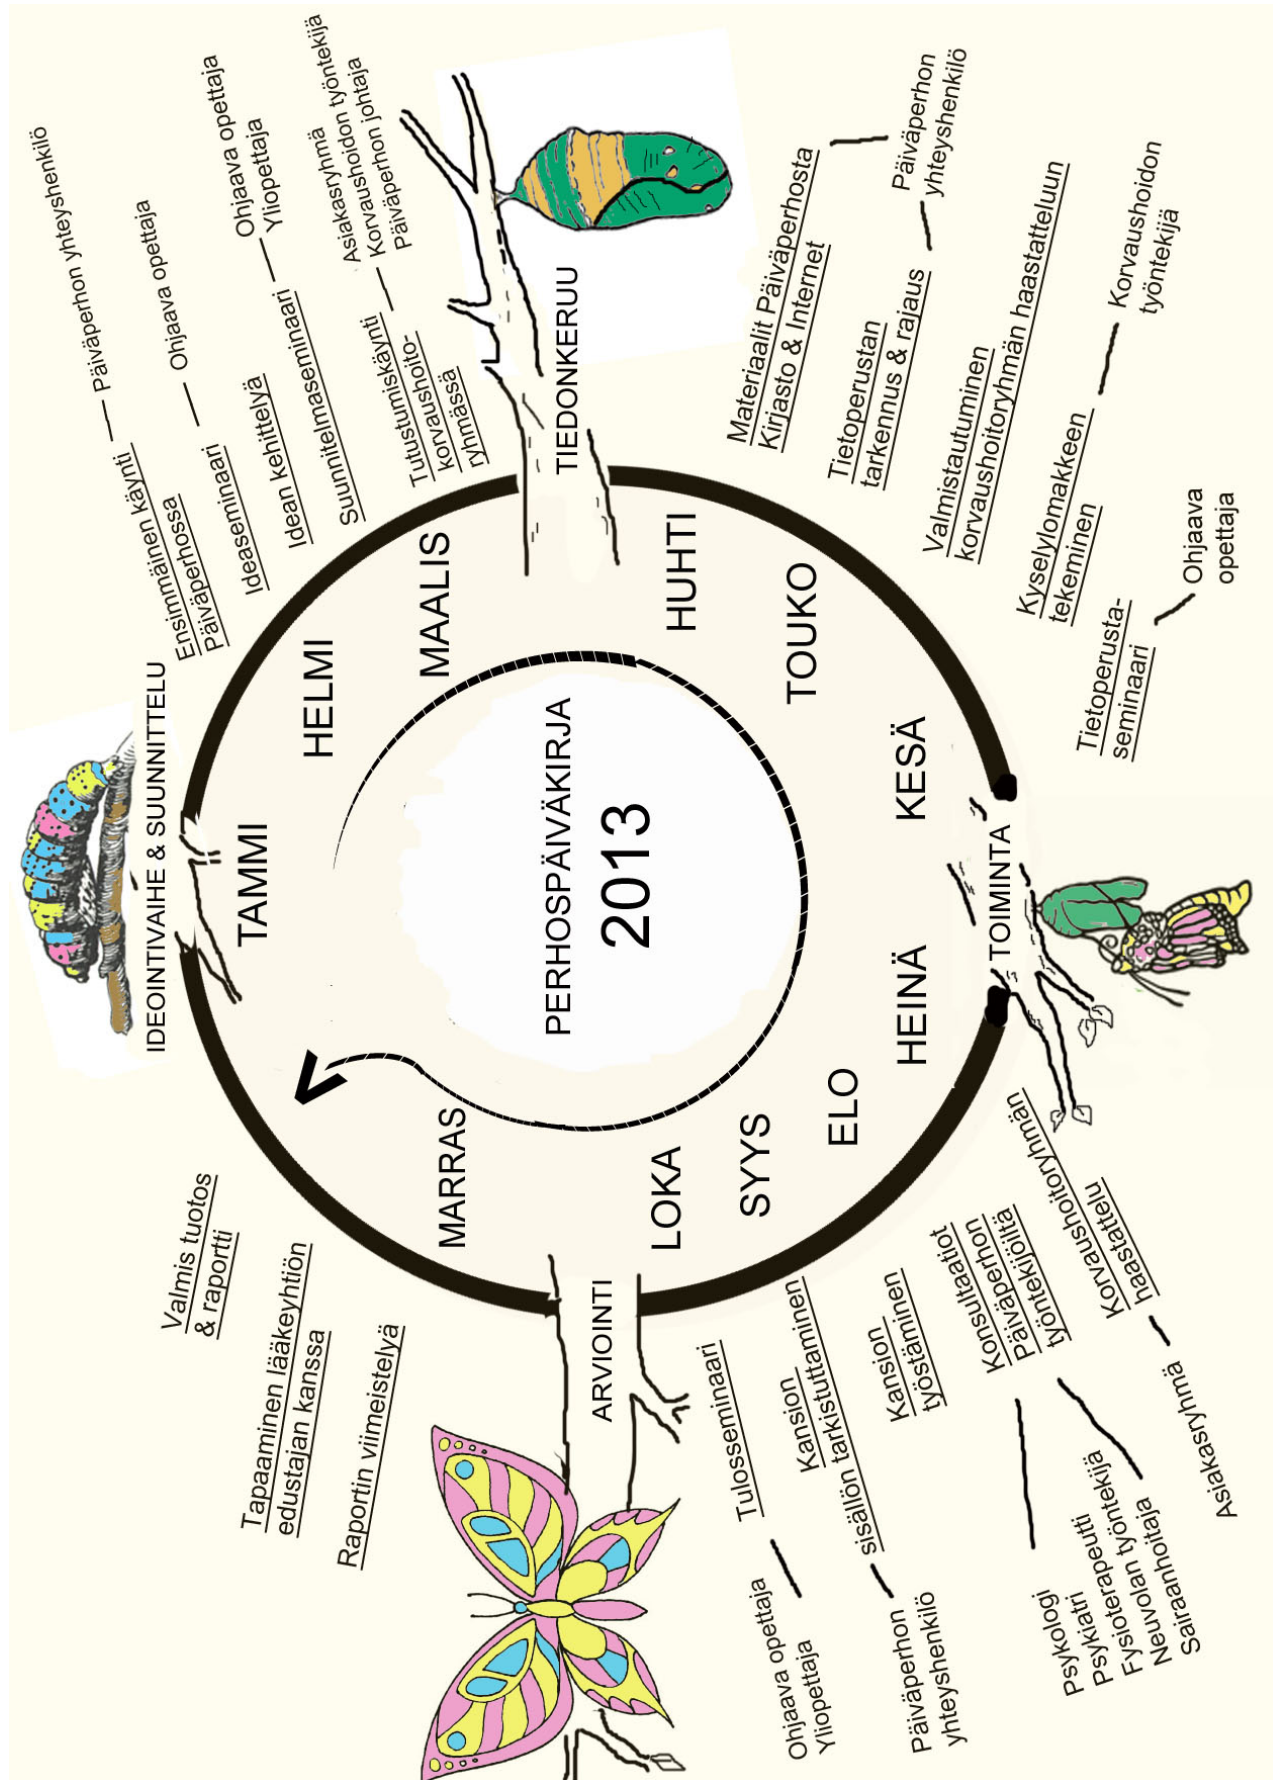 PERHOSPÄIVÄKIRJA
2013
TAMMI
HELMI
MAALIS
HUHTI
TOUKO
KESÄ
HEINÄ
ELO
SYYS
LOKA
MARRAS
IDEOINTIVAIHE & SUUNNITTELU
Ensimmäinen käynti
Päiväperhossa
Päiväperhon yhteyshenkilö
Ideaseminaari
Ohjaava opettaja
Idean kehittelyä
Suunnitelmaseminaari
Ohjaava opettaja
Yliopettaja
Tutustumiskäynti
korvaushoito-
ryhmässä
Asiakasryhmä
Korvaushoidon työntekijä
Päiväperhon johtaja
TIEDONKERUU
Materiaalit Päiväperhosta
Kirjasto & Internet
Päiväperhon
yhteyshenkilö
Tietoperustan
tarkennus & rajaus
Valmistautuminen
korvaushoitoryhmän haastatteluun
Kyselylomakkeen
tekeminen
Korvaushoidon
työntekijä
Tietoperusta-
seminaari
Ohjaava
opettaja
TOIMINTA
Korvaushoitoryhmän
haastattelu
Asiakasryhmä
Konsultaatiot
Päiväperhon
työntekijöiltä
Psykologi
Psykiatri
Fysioterapeutti
Neuvolan työntekijä
Sairaanhoitaja
Kansion
työstäminen
Kansion
sisällön tarkistuttaminen
Päiväperhon
yhteyshenkilö
Tulosseminaari
Ohjaava opettaja
Yliopettaja
ARVIOINTI
Raportin viimeistelyä
Tapaaminen lääkeyhtiön
edustajan kanssa
Valmis tuotos
& raportti